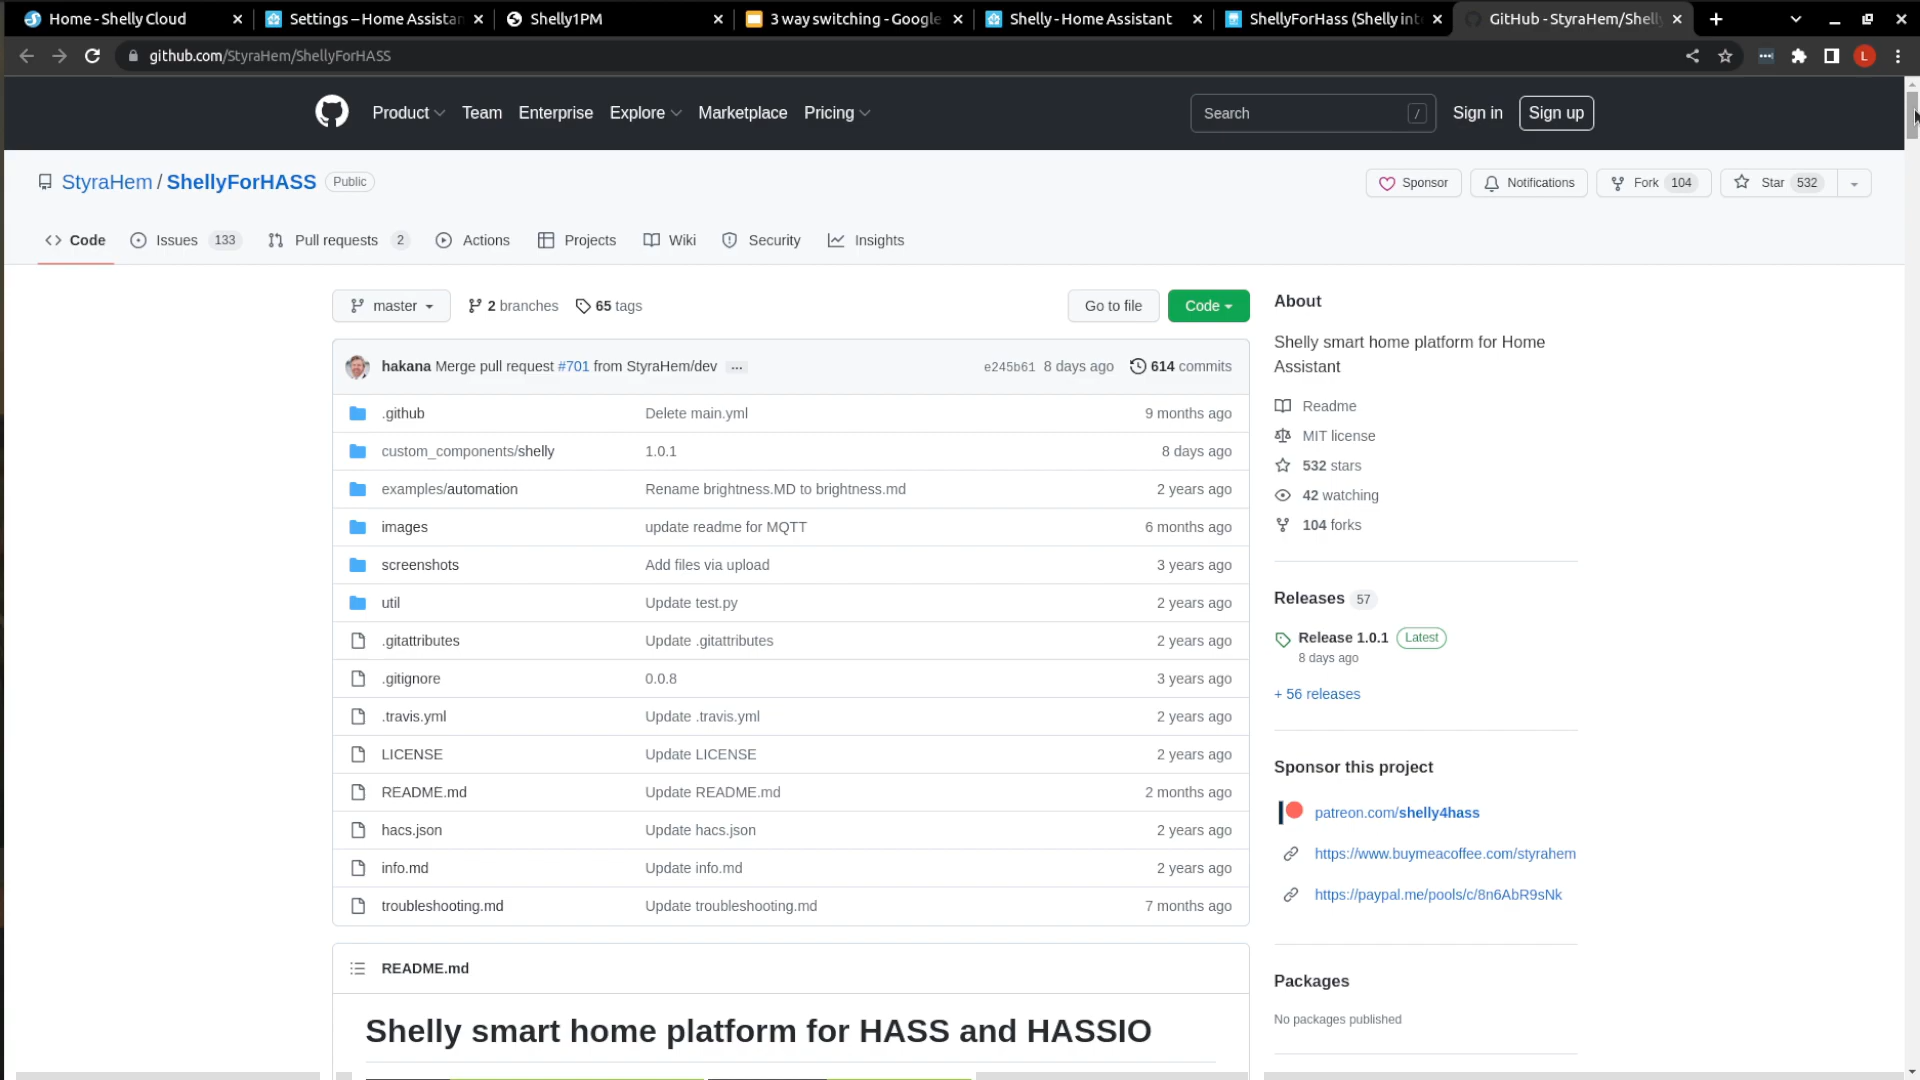 Home - Shelly Cloud
Settings – Home Assistan
Shelly1PM
3 way switching - Google
Shelly - Home Assistant
ShellyForHass (Shelly int
GitHub - StyraHem/Shelly
github.com/StyraHem/ShellyForHASS
L
Product
Team
Enterprise
Explore
Marketplace
Pricing
Search /
Sign in
Sign up
StyraHem / ShellyForHASS Public
Sponsor
Notifications
Fork 104
Star 532
Code
Issues 133
Pull requests 2
Actions
Projects
Wiki
Security
Insights
master
2 branches
65 tags
Go to file
Code
hakana Merge pull request #701 from StyraHem/dev ... e245b61 8 days ago 614 commits
.github Delete main.yml 9 months ago
custom_components/shelly 1.0.1 8 days ago
examples/automation Rename brightness.MD to brightness.md 2 years ago
images update readme for MQTT 6 months ago
screenshots Add files via upload 3 years ago
util Update test.py 2 years ago
.gitattributes Update .gitattributes 2 years ago
.gitignore 0.0.8 3 years ago
.travis.yml Update .travis.yml 2 years ago
LICENSE Update LICENSE 2 years ago
README.md Update README.md 2 months ago
hacs.json Update hacs.json 2 years ago
info.md Update info.md 2 years ago
troubleshooting.md Update troubleshooting.md 7 months ago
README.md
Shelly smart home platform for HASS and HASSIO
About
Shelly smart home platform for Home
Assistant
Readme
MIT license
532 stars
42 watching
104 forks
Releases 57
Release 1.0.1 Latest
8 days ago
+ 56 releases
Sponsor this project
patreon.com/shelly4hass
https://www.buymeacoffee.com/styrahem
https://paypal.me/pools/c/8n6AbR9sNk
Packages
No packages published